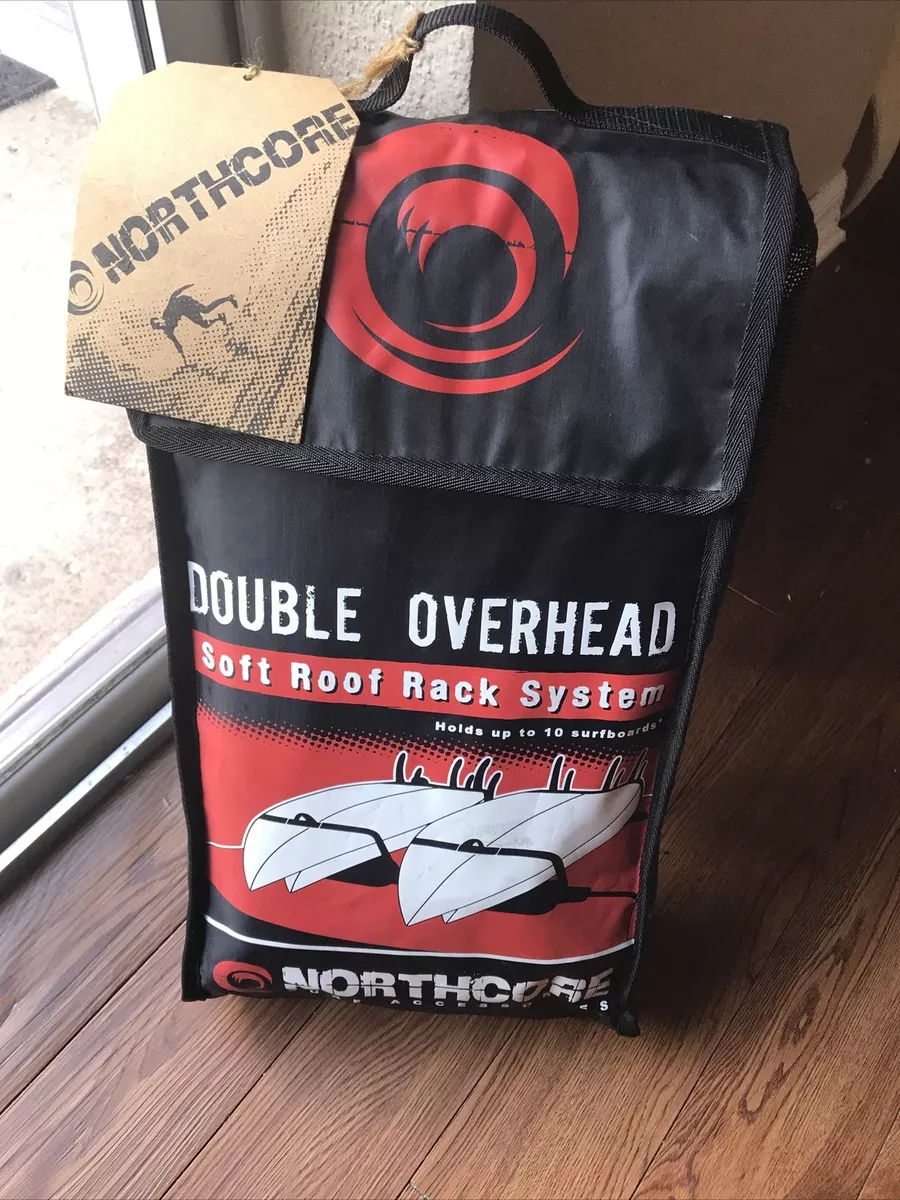 NORTHCORE
DOUBLE OVERHEAD
Soft Roof Rack System
Holds up to 10 surfboards*
NORTHCORE